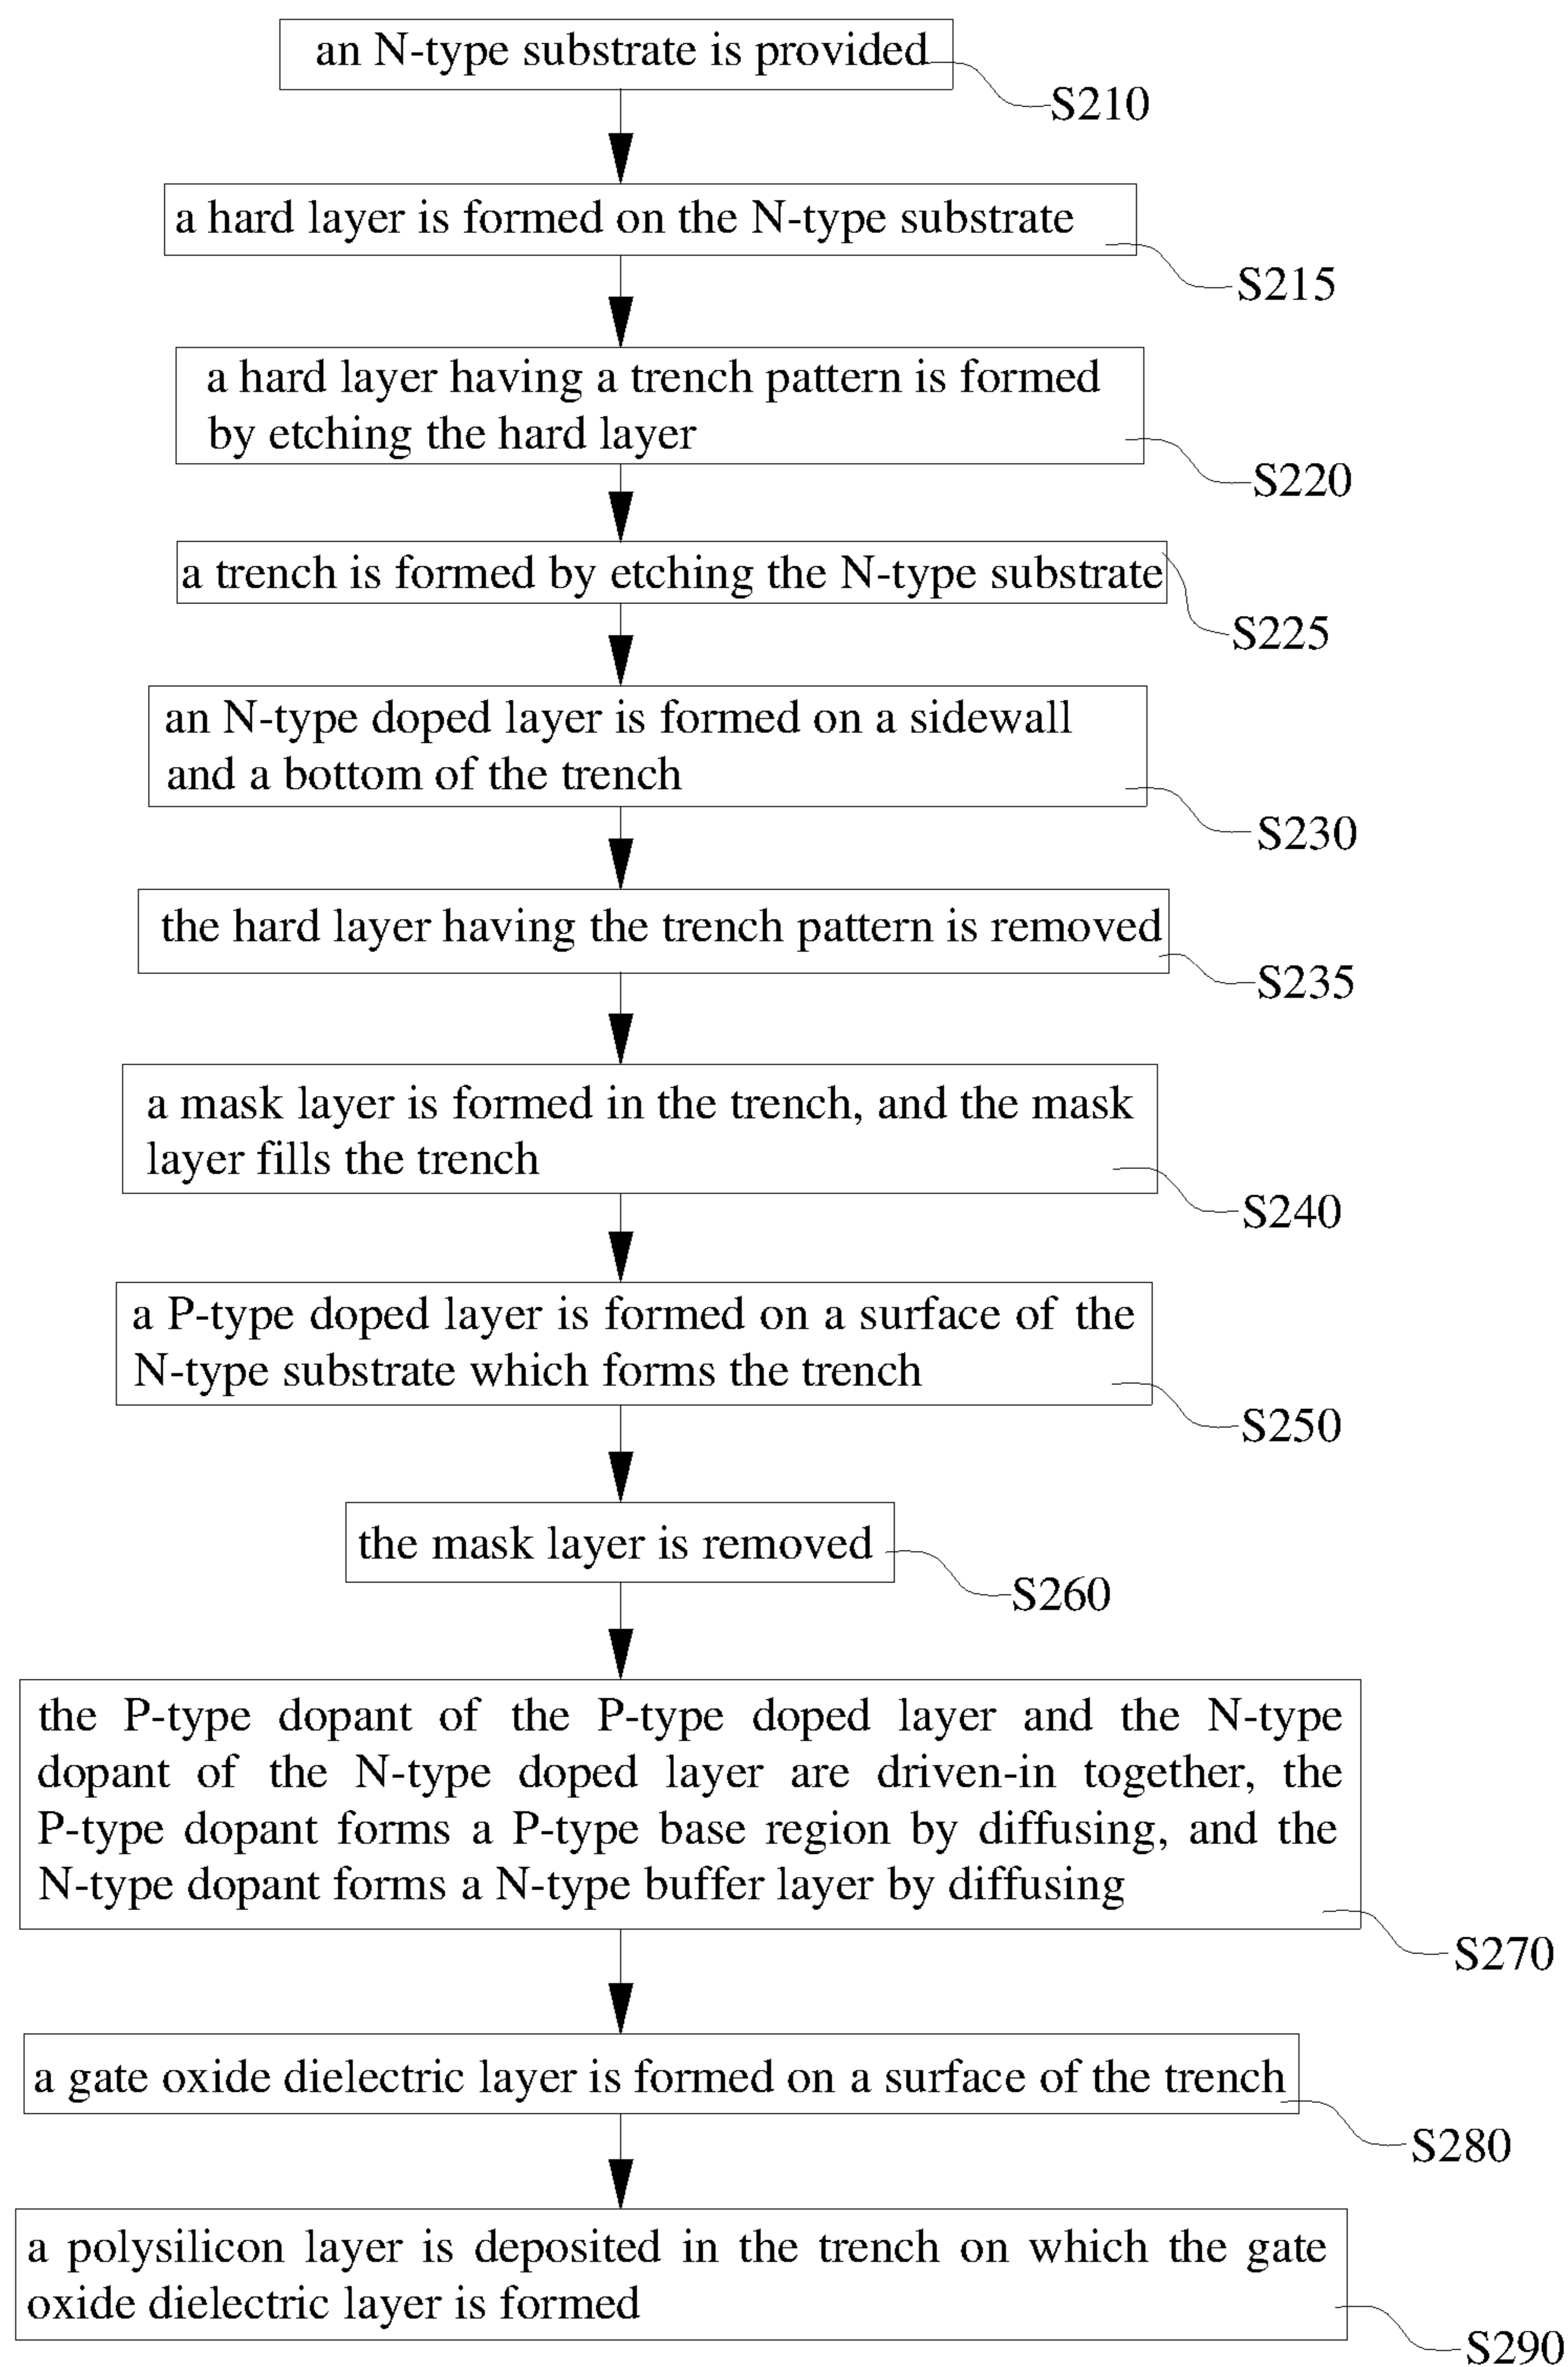 an N-type substrate is provided
S210
a hard layer is formed on the N-type substrate
S215
a hard layer having a trench pattern is formed
by etching the hard layer
S220
a trench is formed by etching the N-type substrate
S225
an N-type doped layer is formed on a sidewall
and a bottom of the trench
S230
the hard layer having the trench pattern is removed
S235
a mask layer is formed in the trench, and the mask
layer fills the trench
S240
a P-type doped layer is formed on a surface of the
N-type substrate which forms the trench
S250
the mask layer is removed
S260
the P-type dopant of the P-type doped layer and the N-type
dopant of the N-type doped layer are driven-in together, the
P-type dopant forms a P-type base region by diffusing, and the
N-type dopant forms a N-type buffer layer by diffusing
S270
a gate oxide dielectric layer is formed on a surface of the trench
S280
a polysilicon layer is deposited in the trench on which the gate
oxide dielectric layer is formed
S290